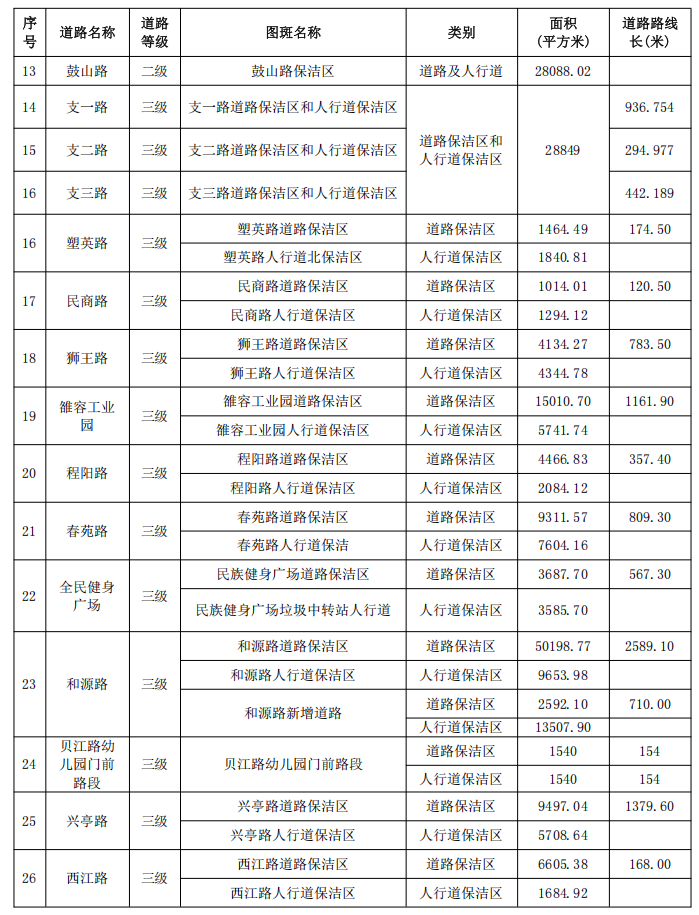 序号 道路名称 道路等级 图斑名称 类别 面积(平方米) 道路路线长(米)
13 鼓山路 二级 鼓山路保洁区 道路及人行道 28088.02
14 支一路 三级 支一路道路保洁区和人行道保洁区 道路保洁区和人行道保洁区 28849 936.754
15 支二路 三级 支二路道路保洁区和人行道保洁区 294.977
16 支三路 三级 支三路道路保洁区和人行道保洁区 442.189
16 塑英路 三级 塑英路道路保洁区 道路保洁区 1464.49 174.50
塑英路人行道北保洁区 人行道保洁区 1840.81
17 民商路 三级 民商路道路保洁区 道路保洁区 1014.01 120.50
民商路人行道保洁区 人行道保洁区 1294.12
18 狮王路 三级 狮王路道路保洁区 道路保洁区 4134.27 783.50
狮王路人行道保洁区 人行道保洁区 4344.78
19 雒容工业园 三级 雒容工业园道路保洁区 道路保洁区 15010.70 1161.90
雒容工业园人行道保洁区 人行道保洁区 5741.74
20 程阳路 三级 程阳路道路保洁区 道路保洁区 4466.83 357.40
程阳路人行道保洁区 人行道保洁区 2084.12
21 春苑路 三级 春苑路道路保洁区 道路保洁区 9311.57 809.30
春苑路人行道保洁 人行道保洁区 7604.16
22 全民健身广场 三级 民族健身广场道路保洁区 道路保洁区 3687.70 567.30
民族健身广场垃圾中转站人行道 人行道保洁区 3585.70
23 和源路 三级 和源路道路保洁区 道路保洁区 50198.77 2589.10
和源路人行道保洁区 人行道保洁区 9653.98
和源路新增道路 道路保洁区 2592.10 710.00
人行道保洁区 13507.90
24 贝江路幼儿园门前路段 三级 贝江路幼儿园门前路段 道路保洁区 1540 154
人行道保洁区 1540 154
25 兴亭路 三级 兴亭路道路保洁区 道路保洁区 9497.04 1379.60
兴亭路人行道保洁区 人行道保洁区 5708.64
26 西江路 三级 西江路道路保洁区 道路保洁区 6605.38 168.00
西江路人行道保洁区 人行道保洁区 1684.92